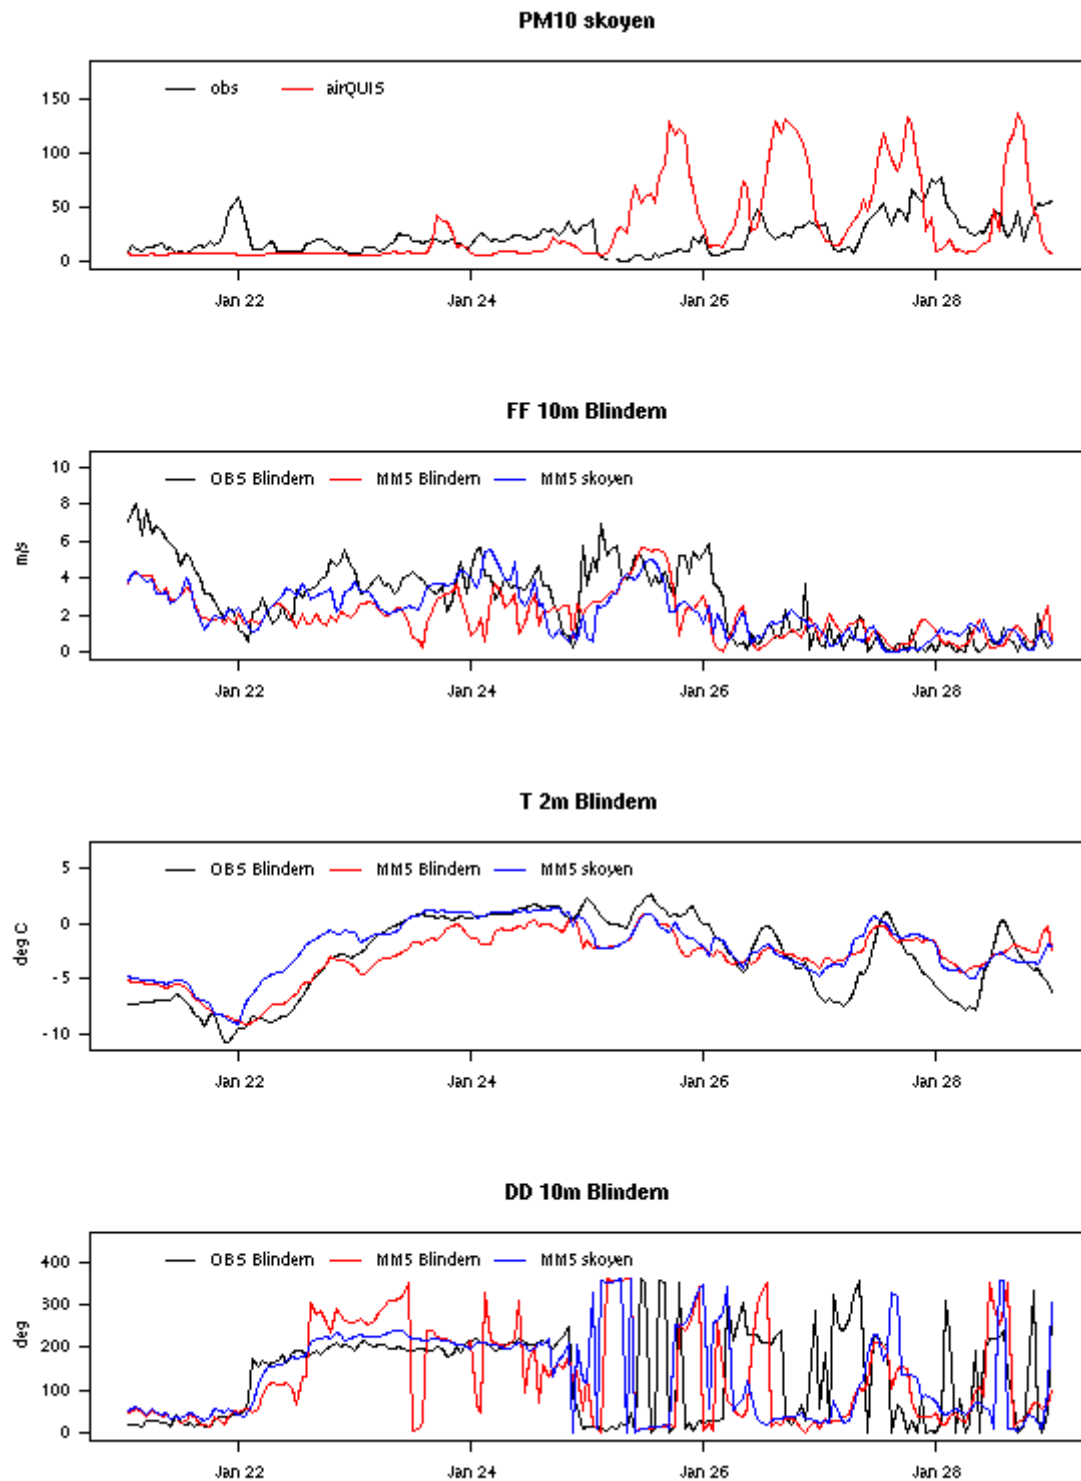 PM10 skoyen
obs airQUIS
150
100
50
0
Jan 22 Jan 24 Jan 26 Jan 28
FF 10m Blindern
OBS Blindern MM5 Blindern MM5 skoyen
m/s
10
8
6
4
2
0
Jan 22 Jan 24 Jan 26 Jan 28
T 2m Blindern
OBS Blindern MM5 Blindern MM5 skoyen
deg C
5
0
-5
-10
Jan 22 Jan 24 Jan 26 Jan 28
DD 10m Blindern
OBS Blindern MM5 Blindern MM5 skoyen
deg
400
300
200
100
0
Jan 22 Jan 24 Jan 26 Jan 28